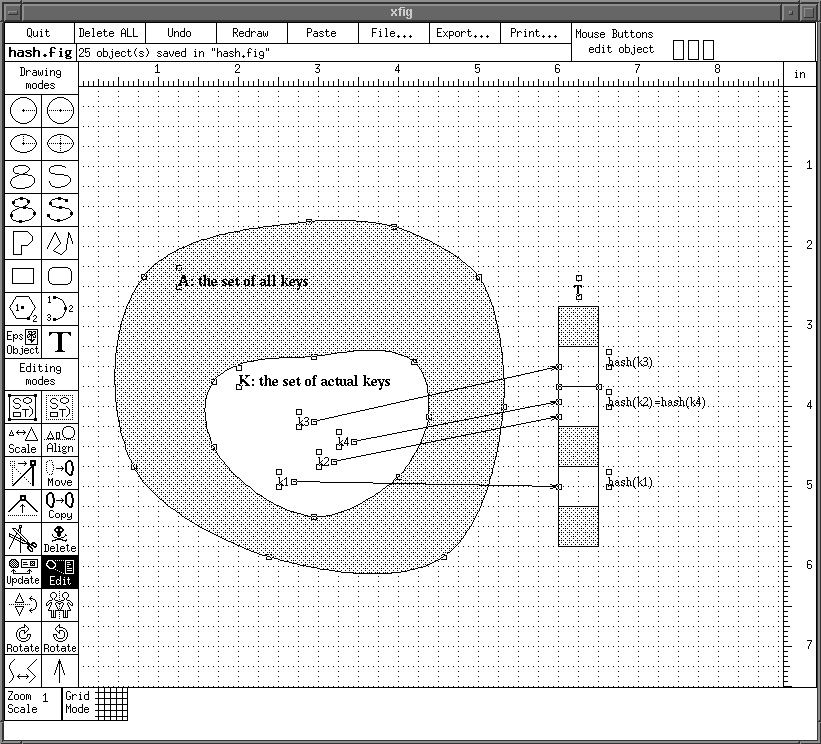 xfig
Quit Delete ALL Undo Redraw Paste File... Export... Print... Mouse Buttons
edit object
hash.fig 25 object(s) saved in "hash.fig"
1 2 3 4 5 6 7 8 in
Drawing
modes
1 2 3
Eps
Object T
Editing
modes
Scale Align
Move
Copy
Delete
Update Edit
Rotate Rotate
A: the set of all keys
K: the set of actual keys
k3
k4
k2
k1
T
hash(k3)
hash(k2)=hash(k4)
hash(k1)
1
2
3
4
5
6
7
Zoom 1
Scale
Grid
Mode